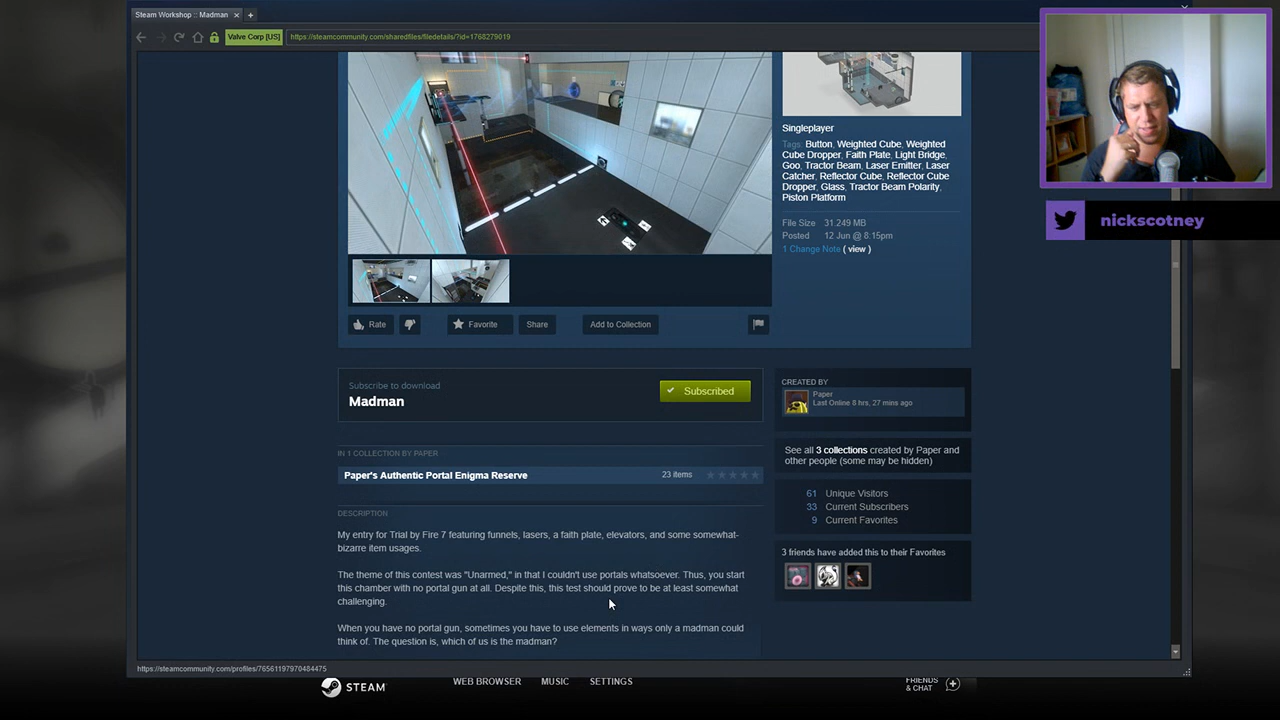 Steam Workshop :: Madman
Valve Corp [US]
https://steamcommunity.com/sharedfiles/filedetails/?id=1768279019
nickscotney
Singleplayer
Tags: Button, Weighted Cube, Weighted
Cube Dropper, Faith Plate, Light Bridge,
Goo, Tractor Beam, Laser Emitter, Laser
Catcher, Reflector Cube, Reflector Cube
Dropper, Glass, Tractor Beam Polarity,
Piston Platform
File Size 31.249 MB
Posted 12 Jun @ 8:15pm
1 Change Note ( view )
Rate
Favorite
Share
Add to Collection
Subscribe to download
Madman
Subscribed
CREATED BY
Paper
Last Online 8 hrs, 27 mins ago
See all 3 collections created by Paper and
other people (some may be hidden)
IN 1 COLLECTION BY PAPER
Paper's Authentic Portal Enigma Reserve
23 items
61 Unique Visitors
33 Current Subscribers
9 Current Favorites
DESCRIPTION
My entry for Trial by Fire 7 featuring funnels, lasers, a faith plate, elevators, and some somewhat-
bizarre item usages.
The theme of this contest was "Unarmed," in that I couldn't use portals whatsoever. Thus, you start
this chamber with no portal gun at all. Despite this, this test should prove to be at least somewhat
challenging.
When you have no portal gun, sometimes you have to use elements in ways only a madman could
think of. The question is, which of us is the madman?
3 friends have added this to their Favorites
https://steamcommunity.com/profiles/76561197970484475
STEAM
WEB BROWSER
MUSIC
SETTINGS
FRIENDS
& CHAT